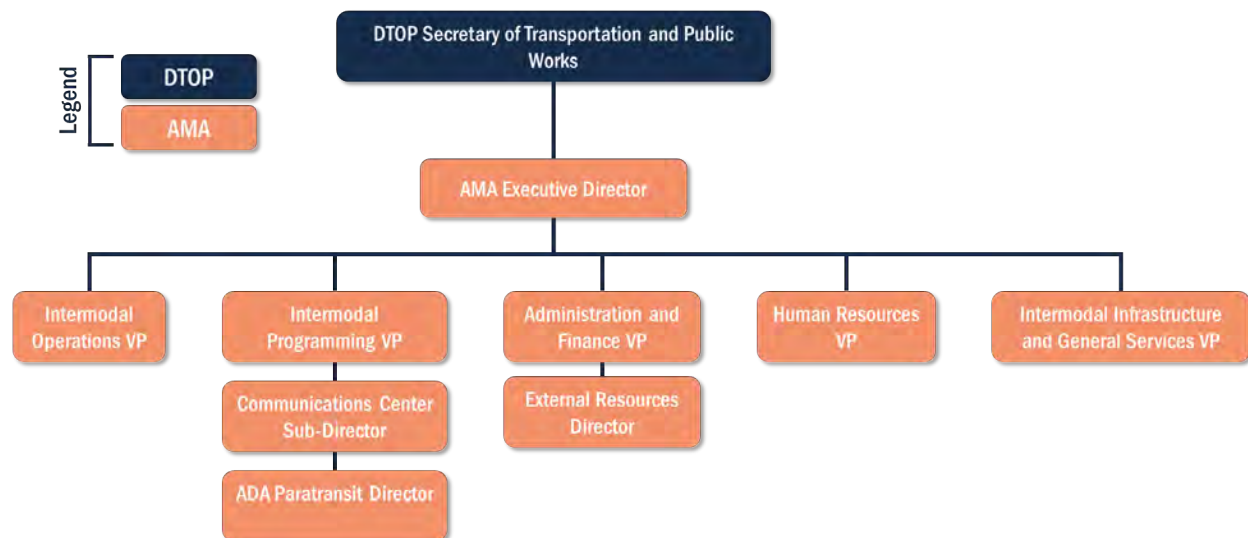 DTOP Secretary of Transportation and Public
Works
Legend
DTOP
AMA
AMA Executive Director
Intermodal
Operations VP
Intermodal
Programming VP
Administration and
Finance VP
Human Resources
VP
Intermodal Infrastructure
and General Services VP
Communications Center
Sub-Director
External Resources
Director
ADA Paratransit Director